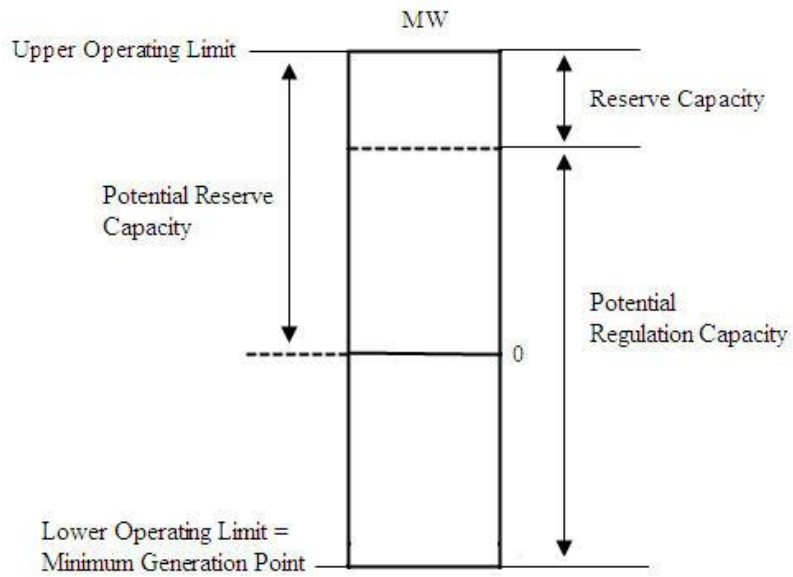 MW
Upper Operating Limit
Reserve Capacity
Potential Reserve
Capacity
Potential
Regulation Capacity
0
Lower Operating Limit =
Minimum Generation Point